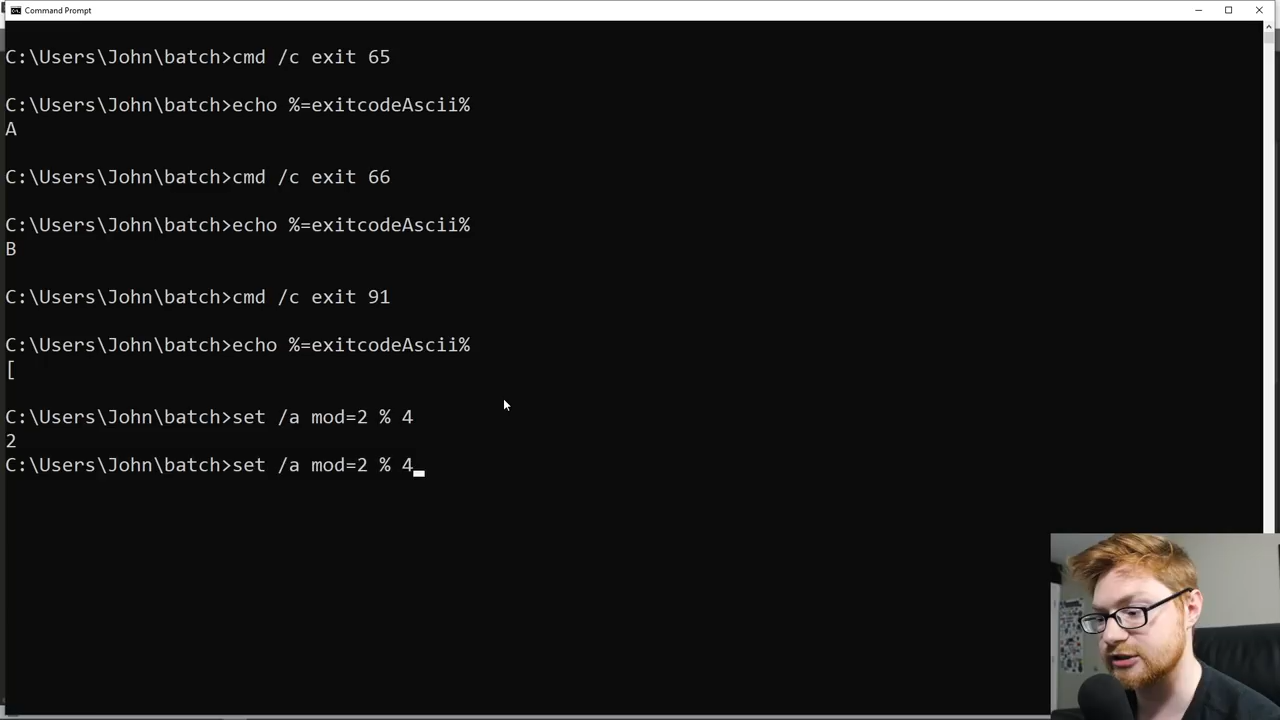 Command Prompt
C:\Users\John\batch>cmd /c exit 65
C:\Users\John\batch>echo %=exitcodeAscii%
A
C:\Users\John\batch>cmd /c exit 66
C:\Users\John\batch>echo %=exitcodeAscii%
B
C:\Users\John\batch>cmd /c exit 91
C:\Users\John\batch>echo %=exitcodeAscii%
[
C:\Users\John\batch>set /a mod=2 % 4
2
C:\Users\John\batch>set /a mod=2 % 4